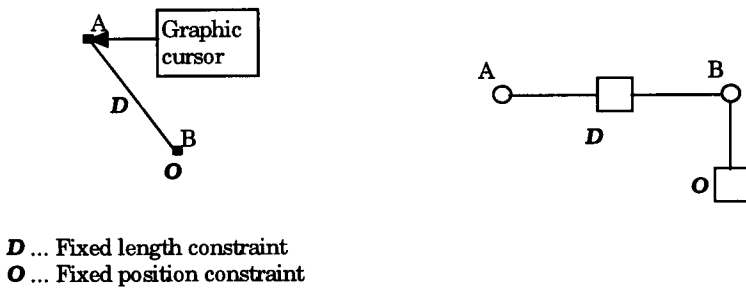 A
Graphic
cursor
D
B
O
A
B
D
O
D ... Fixed length constraint
O ... Fixed position constraint